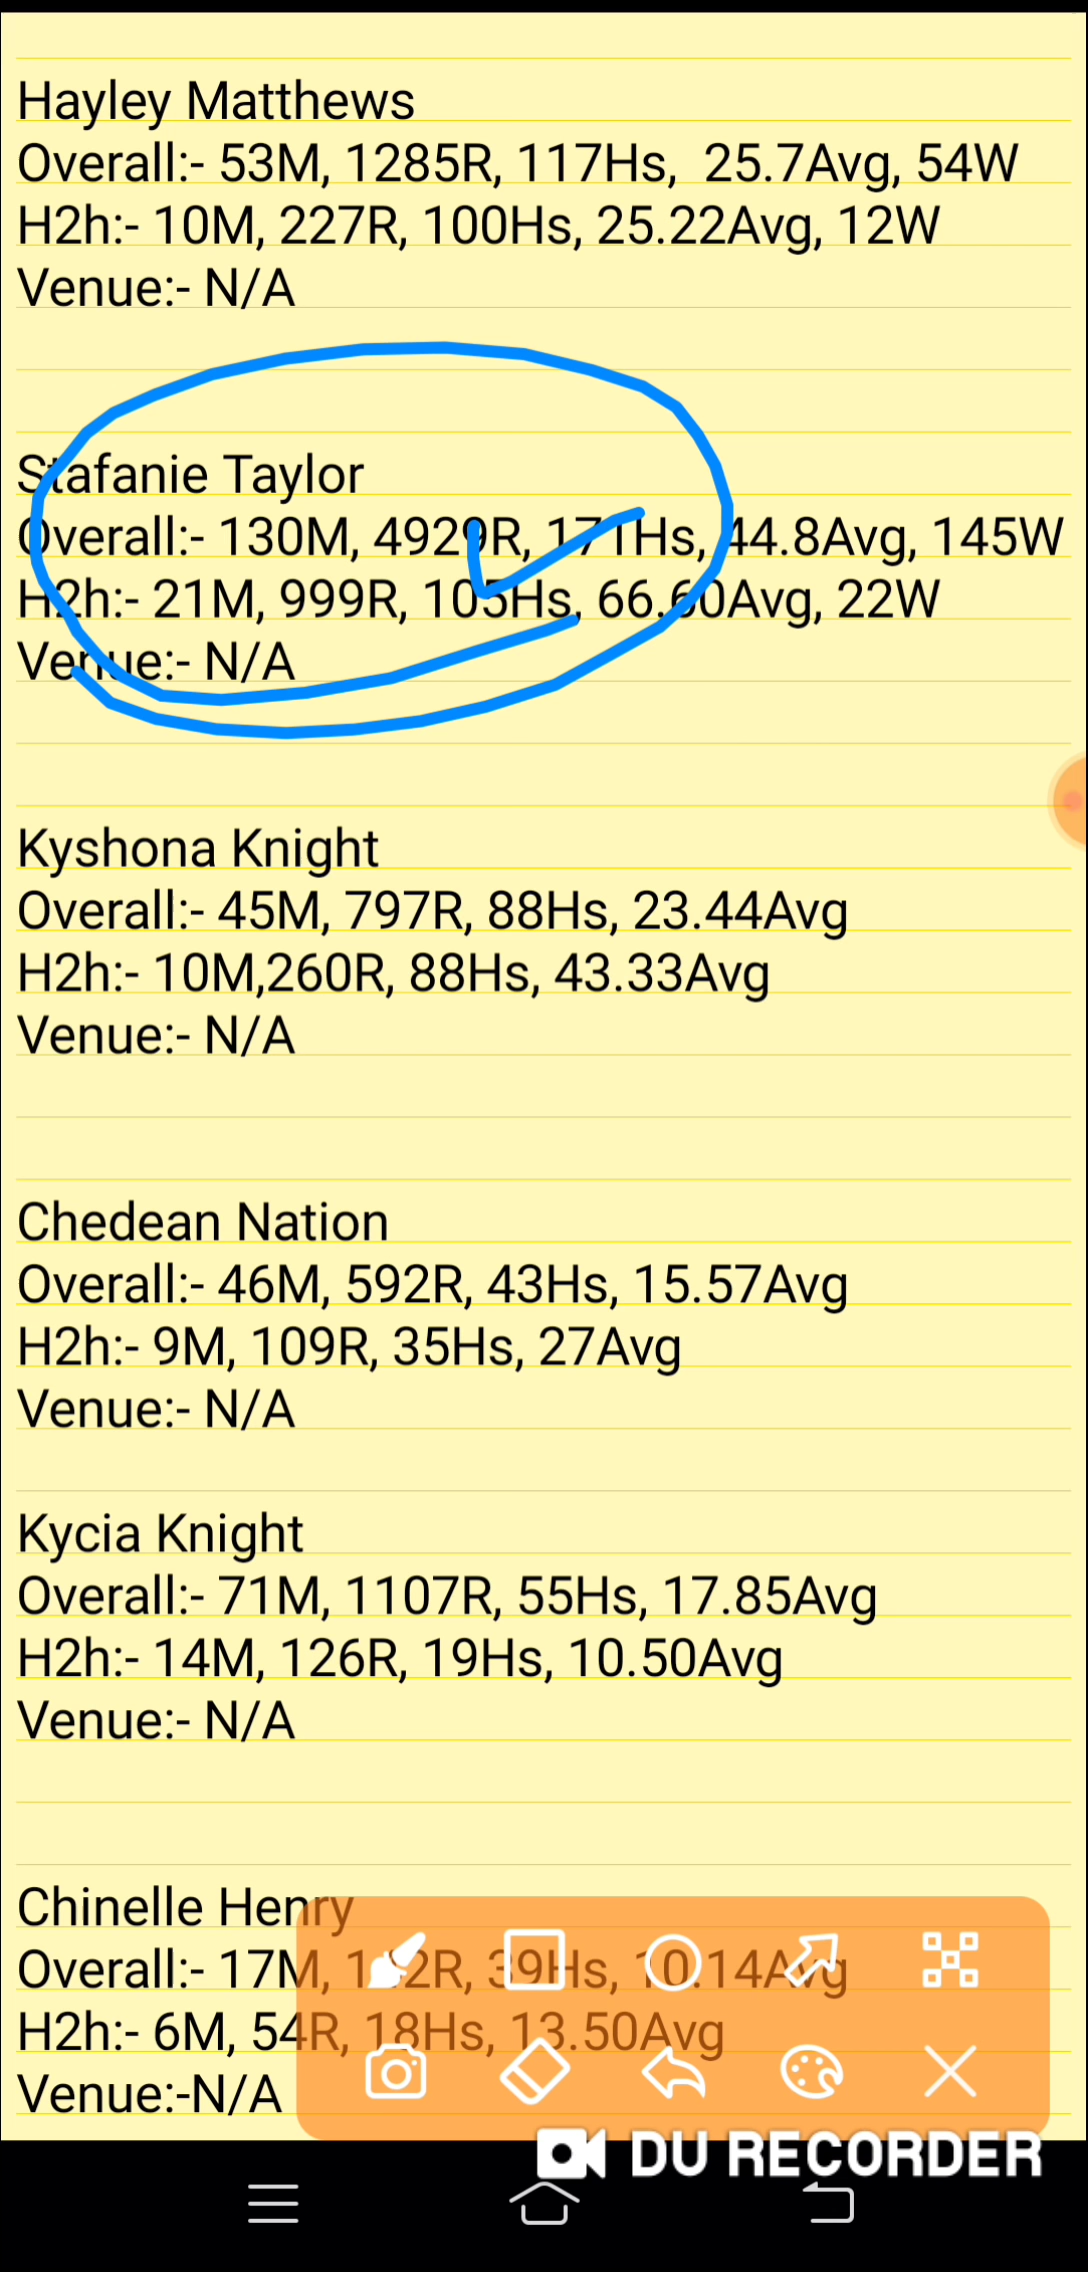 Hayley Matthews
Overall:- 53M, 1285R, 117Hs,  25.7Avg, 54W
H2h:- 10M, 227R, 100Hs, 25.22Avg, 12W
Venue:- N/A
Stafanie Taylor
Overall:- 130M, 4929R, 171Hs, 44.8Avg, 145W
H2h:- 21M, 999R, 105Hs, 66.60Avg, 22W
Venue:- N/A
Kyshona Knight
Overall:- 45M, 797R, 88Hs, 23.44Avg
H2h:- 10M,260R, 88Hs, 43.33Avg
Venue:- N/A
Chedean Nation
Overall:- 46M, 592R, 43Hs, 15.57Avg
H2h:- 9M, 109R, 35Hs, 27Avg
Venue:- N/A
Kycia Knight
Overall:- 71M, 1107R, 55Hs, 17.85Avg
H2h:- 14M, 126R, 19Hs, 10.50Avg
Venue:- N/A
Chinelle Henry
Overall:- 17M, 39Hs, 10.14Avg
H2h:- 6M, 54R, 18Hs, 13.50Avg
Venue:-N/A
DU RECORDER